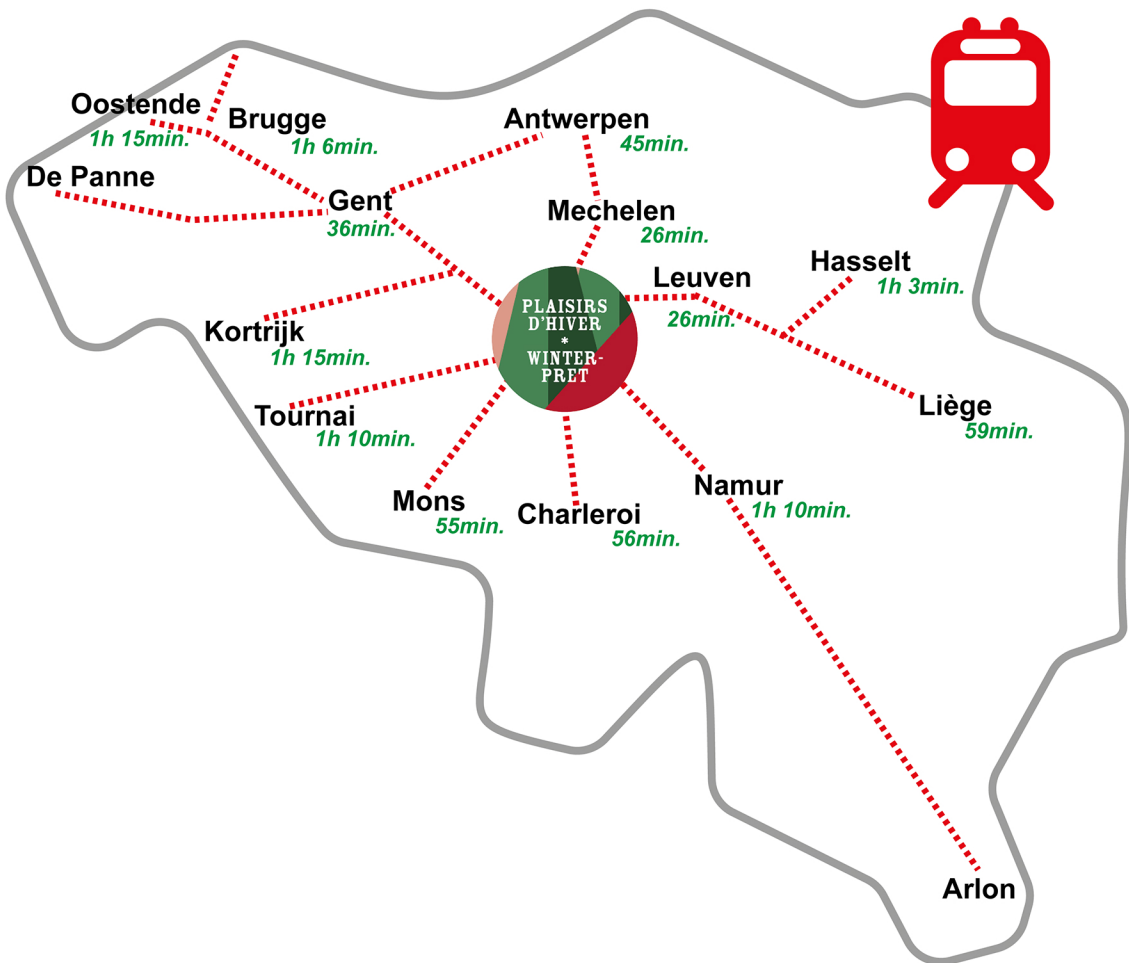 Oostende
1h 15min.
Brugge
1h 6min.
Antwerpen
45min.
De Panne
Gent
36min.
Mechelen
26min.
Leuven
26min.
Hasselt
1h 3min.
PLAISIRS
D'HIVER
*
WINTER-
PRET
Kortrijk
1h 15min.
Tournai
1h 10min.
Liège
59min.
Mons
55min.
Charleroi
56min.
Namur
1h 10min.
Arlon